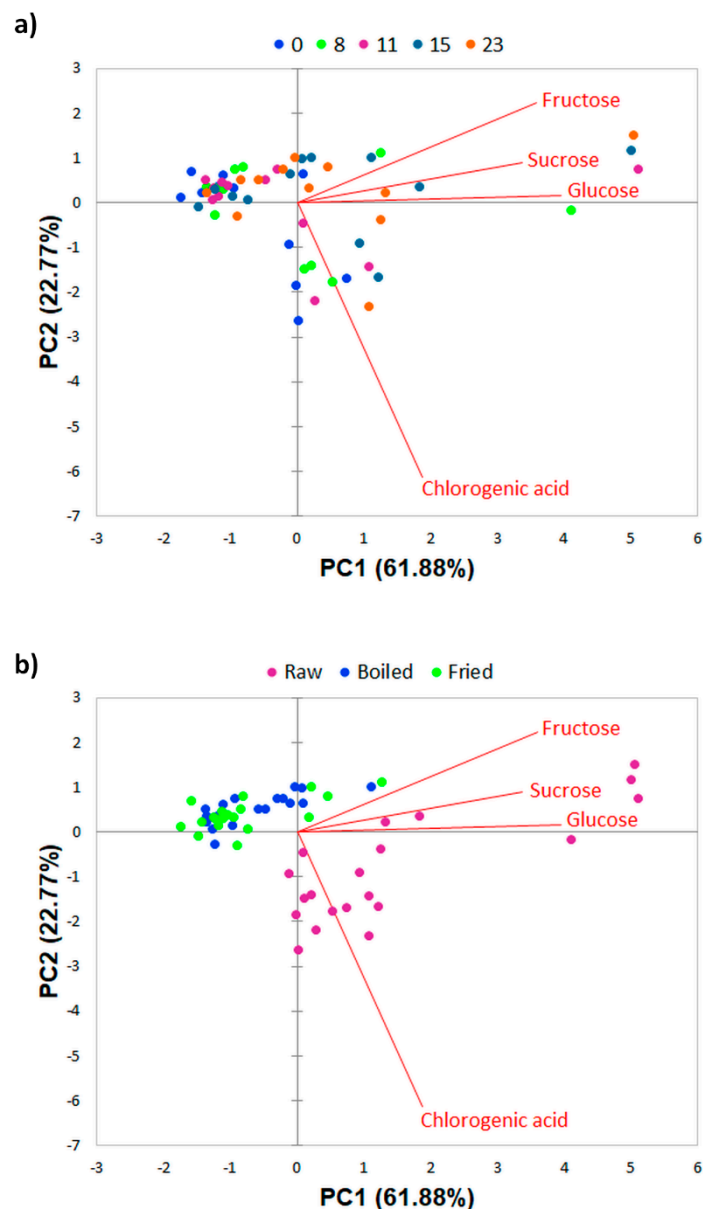 a)
0 8 11 15 23
3
2
1
0
-1
-2
-3
-4
-5
-6
-7
PC2 (22.77%)
Fructose
Sucrose
Glucose
Chlorogenic acid
-3 -2 -1 0 1 2 3 4 5 6
PC1 (61.88%)
b)
Raw Boiled Fried
3
2
1
0
-1
-2
-3
-4
-5
-6
-7
PC2 (22.77%)
Fructose
Sucrose
Glucose
Chlorogenic acid
-3 -2 -1 0 1 2 3 4 5 6
PC1 (61.88%)